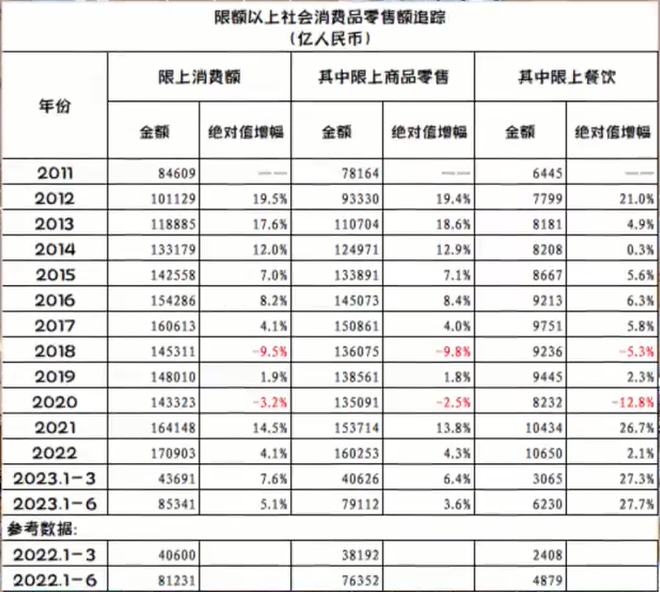 限额以上社会消费品零售额追踪
（亿人民币）
年份 限上消费额 其中限上商品零售 其中限上餐饮
金额 绝对值增幅 金额 绝对值增幅 金额 绝对值增幅
2011 84609 —— 78164 —— 6445 ——
2012 101129 19.5% 93330 19.4% 7799 21.0%
2013 118885 17.6% 110704 18.6% 8181 4.9%
2014 133179 12.0% 124971 12.9% 8208 0.3%
2015 142558 7.0% 133891 7.1% 8667 5.6%
2016 154286 8.2% 145073 8.4% 9213 6.3%
2017 160613 4.1% 150861 4.0% 9751 5.8%
2018 145311 -9.5% 136075 -9.8% 9236 -5.3%
2019 148010 1.9% 138561 1.8% 9445 2.3%
2020 143323 -3.2% 135091 -2.5% 8232 -12.8%
2021 164148 14.5% 153714 13.8% 10434 26.7%
2022 170903 4.1% 160253 4.3% 10650 2.1%
2023.1-3 43691 7.6% 40626 6.4% 3065 27.3%
2023.1-6 85341 5.1% 79112 3.6% 6230 27.7%
参考数据:
2022.1-3 40600 38192 2408
2022.1-6 81231 76352 4879